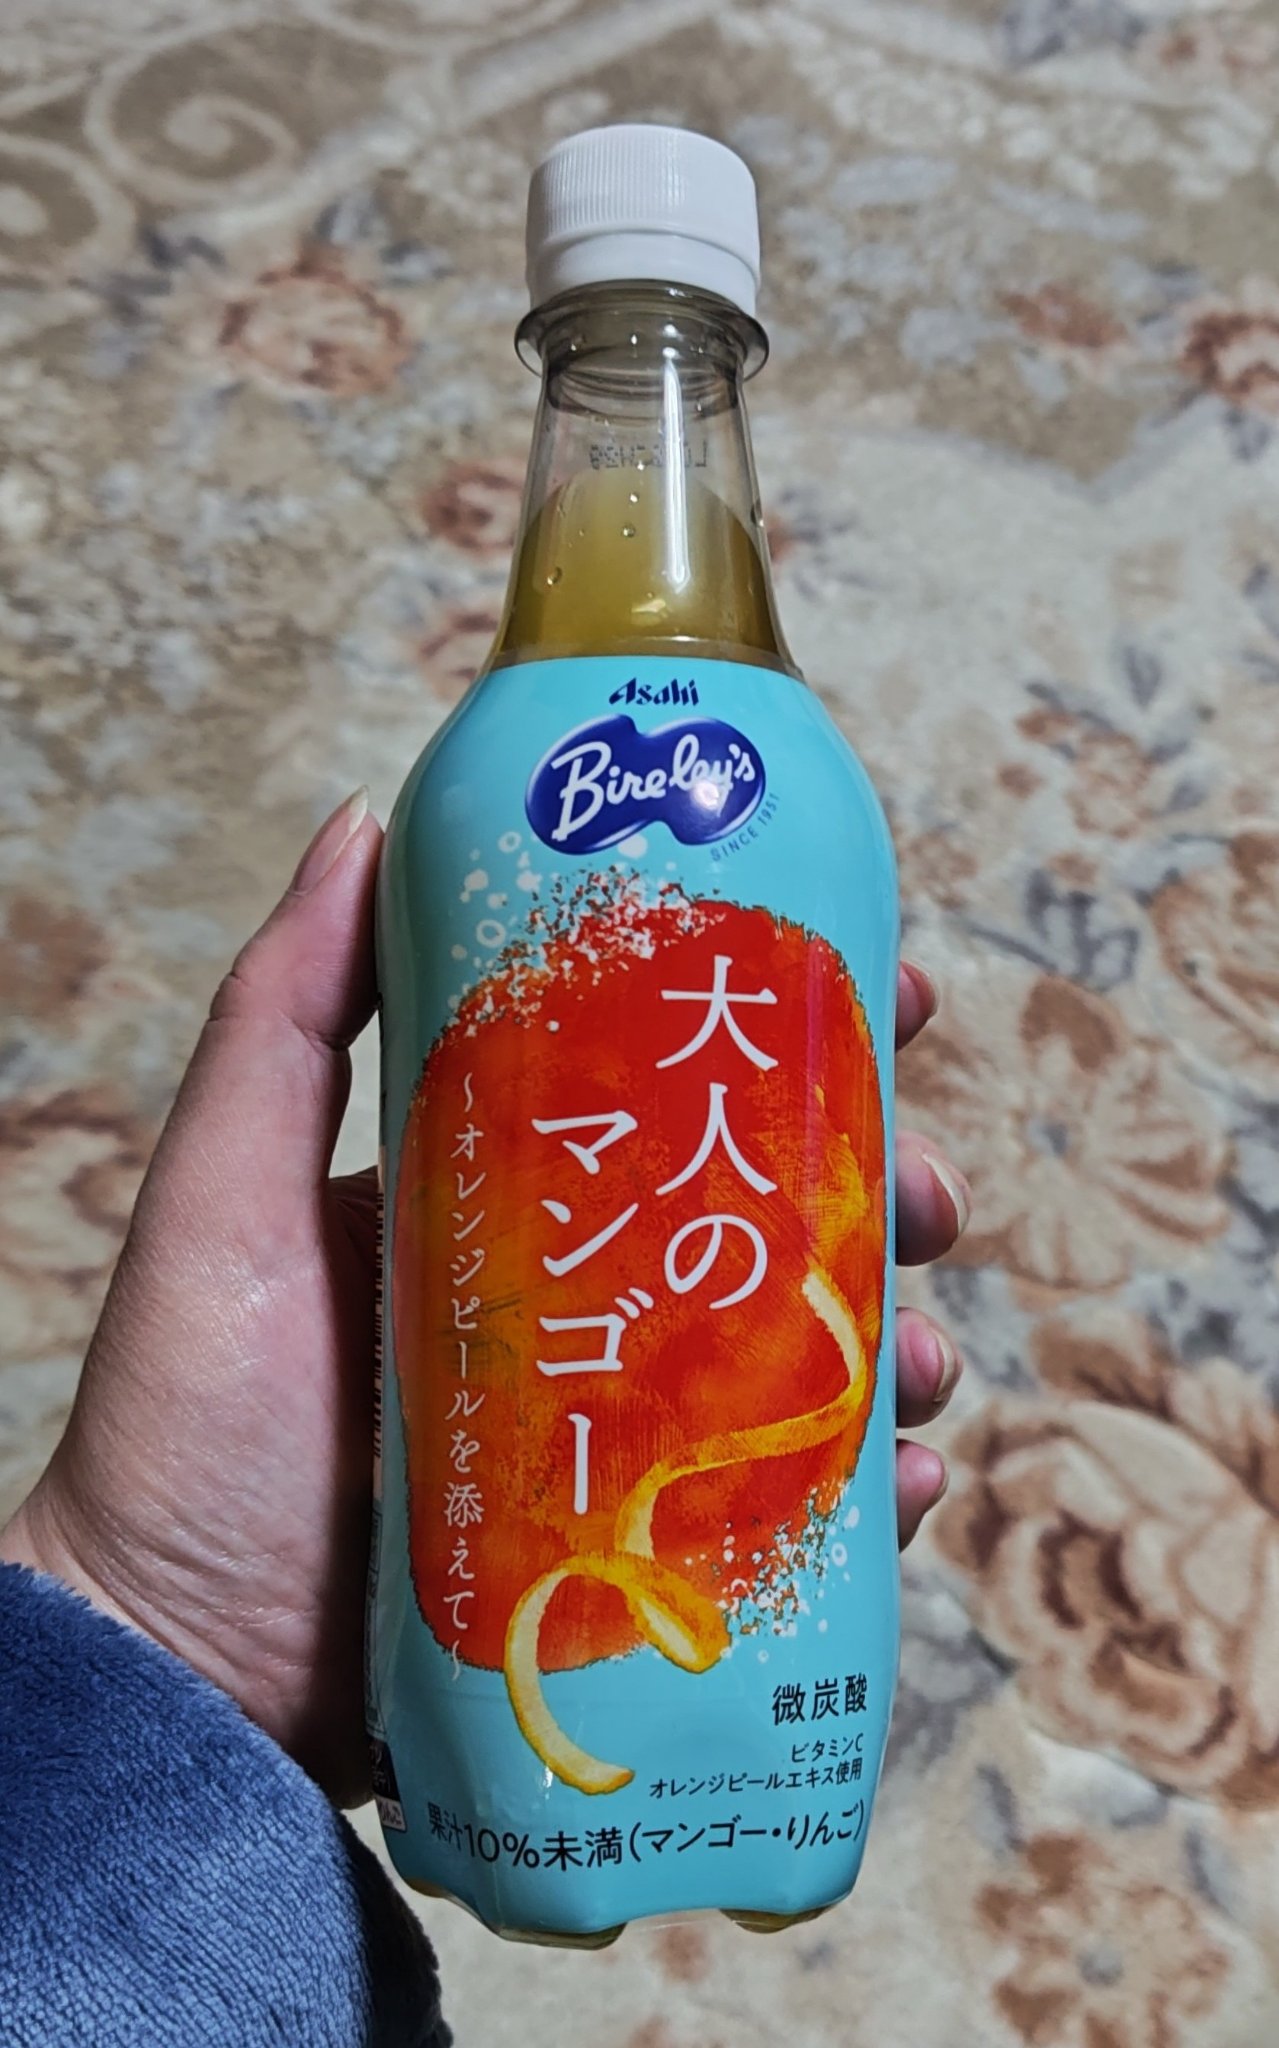 Asahi
Bireley's
SINCE 1951
大人の
マンゴー
〜オレンジピールを添えて〜
微炭酸
ビタミンC
オレンジピールエキス使用
果汁10%未満(マンゴー・りんご)